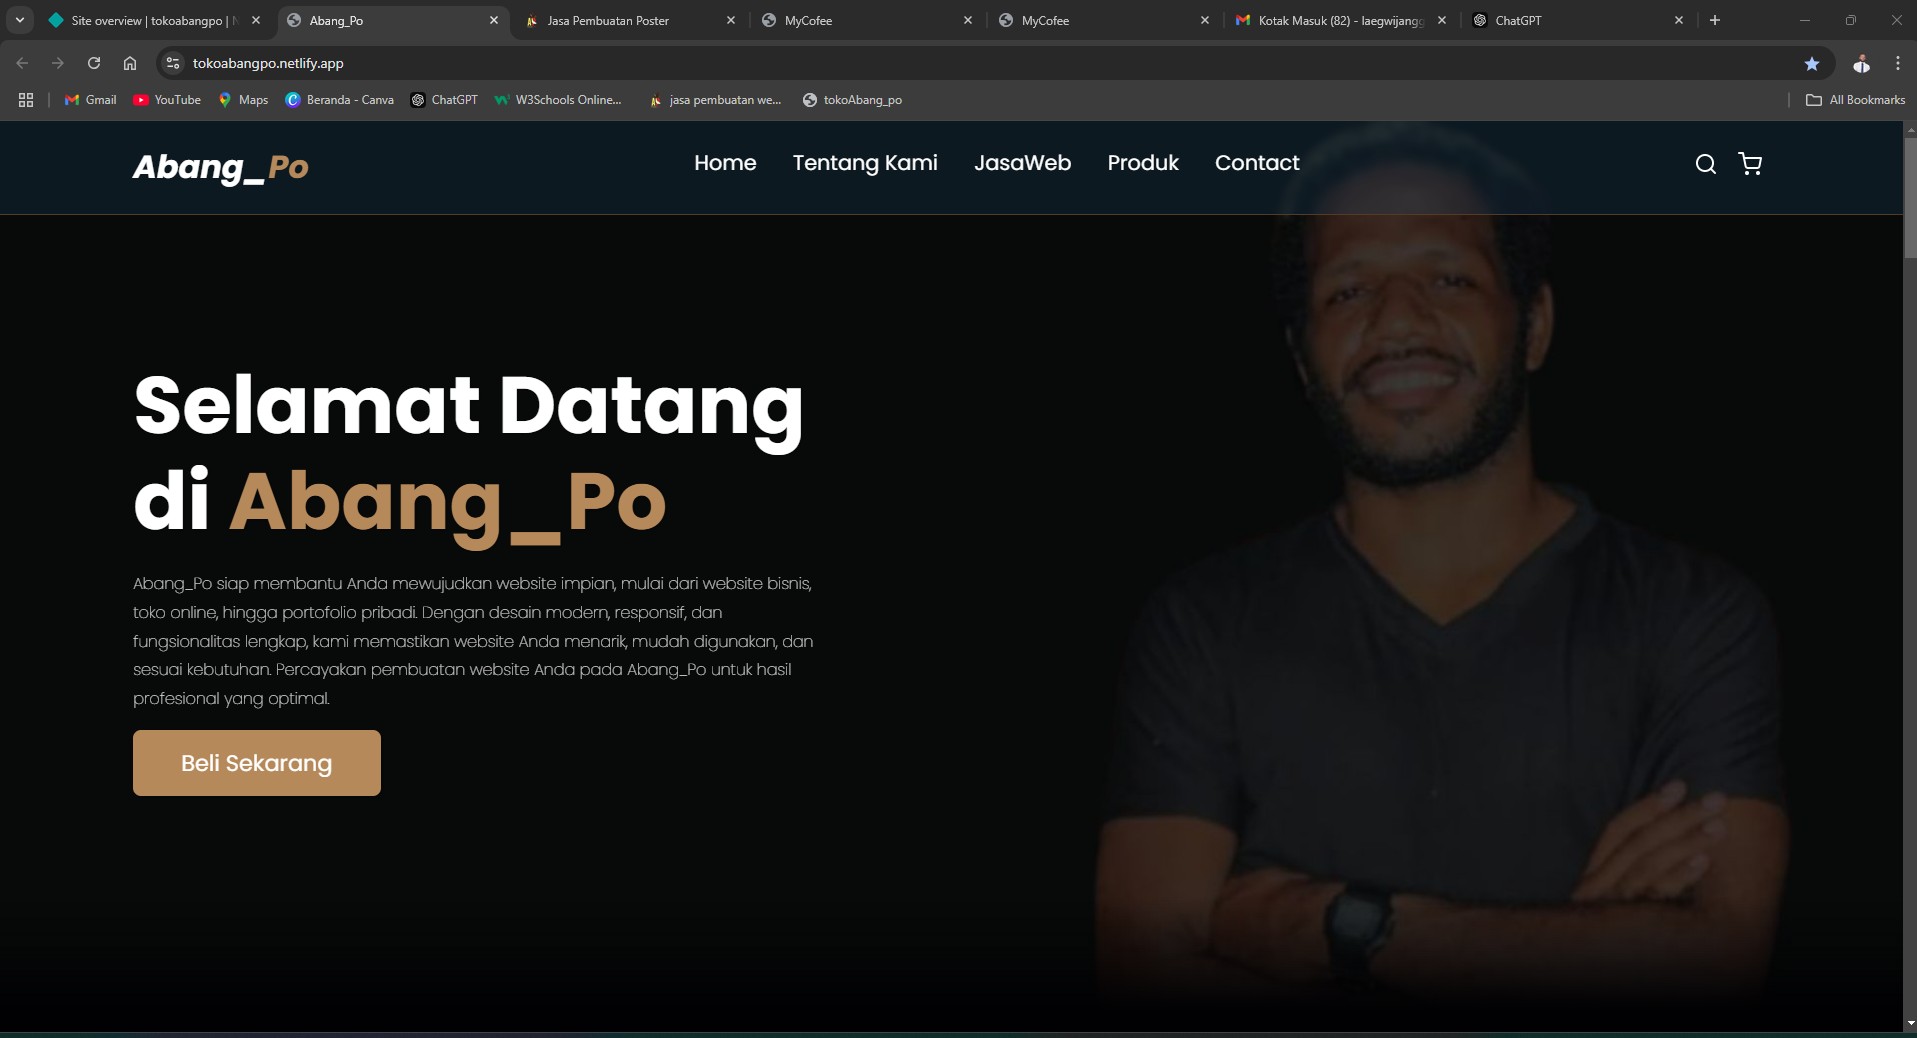 Site overview | tokoabangpo |
Abang_Po
Jasa Pembuatan Poster
MyCofee
MyCofee
Kotak Masuk (82) - laegwijangg
ChatGPT
tokoabangpo.netlify.app
Gmail
YouTube
Maps
Beranda - Canva
ChatGPT
W3Schools Online...
jasa pembuatan we...
tokoAbang_po
All Bookmarks
Abang_Po
Home
Tentang Kami
JasaWeb
Produk
Contact
Selamat Datang
di Abang_Po
Abang_Po siap membantu Anda mewujudkan website impian, mulai dari website bisnis,
toko online, hingga portofolio pribadi. Dengan desain modern, responsif, dan
fungsionalitas lengkap, kami memastikan website Anda menarik, mudah digunakan, dan
sesuai kebutuhan. Percayakan pembuatan website Anda pada Abang_Po untuk hasil
profesional yang optimal.
Beli Sekarang